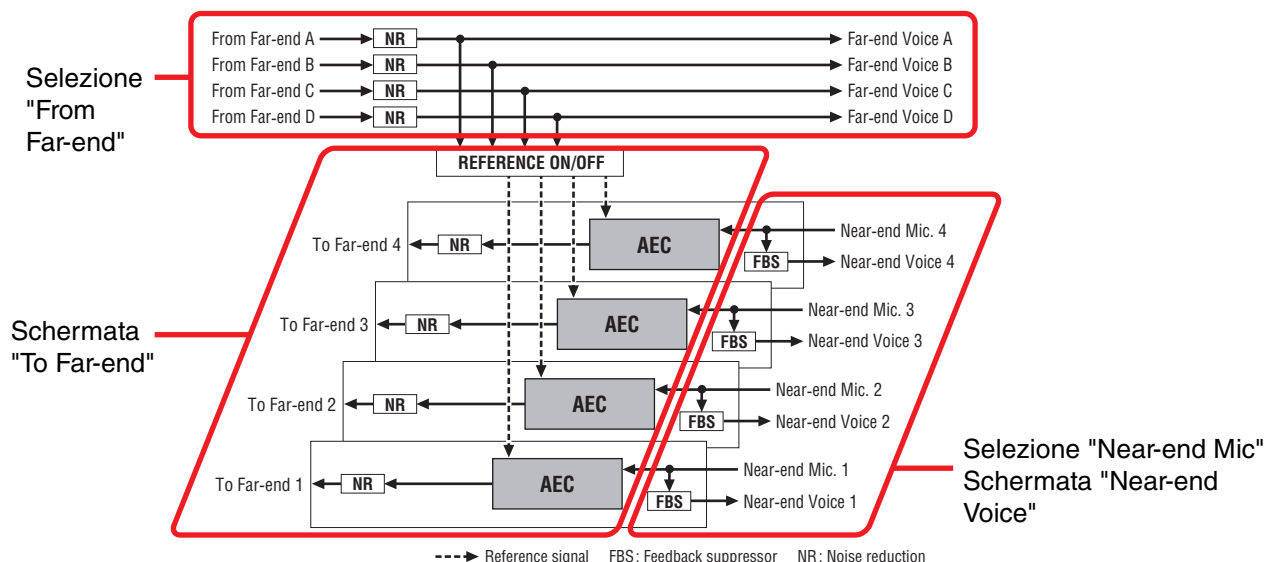 Selezione
"From
Far-end"
From Far-end A NR Far-end Voice A
From Far-end B NR Far-end Voice B
From Far-end C NR Far-end Voice C
From Far-end D NR Far-end Voice D
REFERENCE ON/OFF
Schermata
"To Far-end"
To Far-end 4 NR AEC Near-end Mic. 4
FBS Near-end Voice 4
To Far-end 3 NR AEC Near-end Mic. 3
FBS Near-end Voice 3
To Far-end 2 NR AEC Near-end Mic. 2
FBS Near-end Voice 2
To Far-end 1 NR AEC Near-end Mic. 1
FBS Near-end Voice 1
Selezione "Near-end Mic"
Schermata "Near-end
Voice"
Reference signal FBS: Feedback suppressor NR: Noise reduction